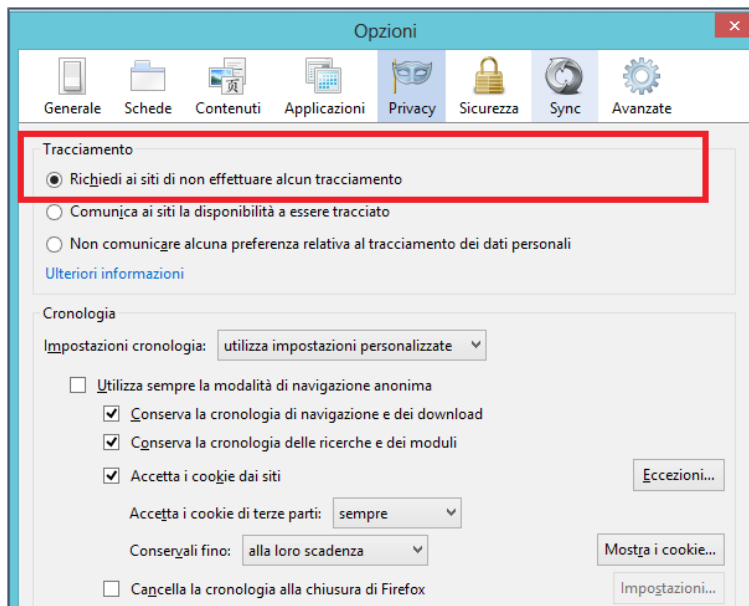 Opzioni
Generale Schede Contenuti Applicazioni Privacy Sicurezza Sync Avanzate
Tracciamento
Richiedi ai siti di non effettuare alcun tracciamento
Comunica ai siti la disponibilità a essere tracciato
Non comunicare alcuna preferenza relativa al tracciamento dei dati personali
Ulteriori informazioni
Cronologia
Impostazioni cronologia: utilizza impostazioni personalizzate
Utilizza sempre la modalità di navigazione anonima
Conserva la cronologia di navigazione e dei download
Conserva la cronologia delle ricerche e dei moduli
Accetta i cookie dai siti Eccezioni...
Accetta i cookie di terze parti: sempre
Conservali fino: alla loro scadenza Mostra i cookie...
Cancella la cronologia alla chiusura di Firefox Impostazioni...